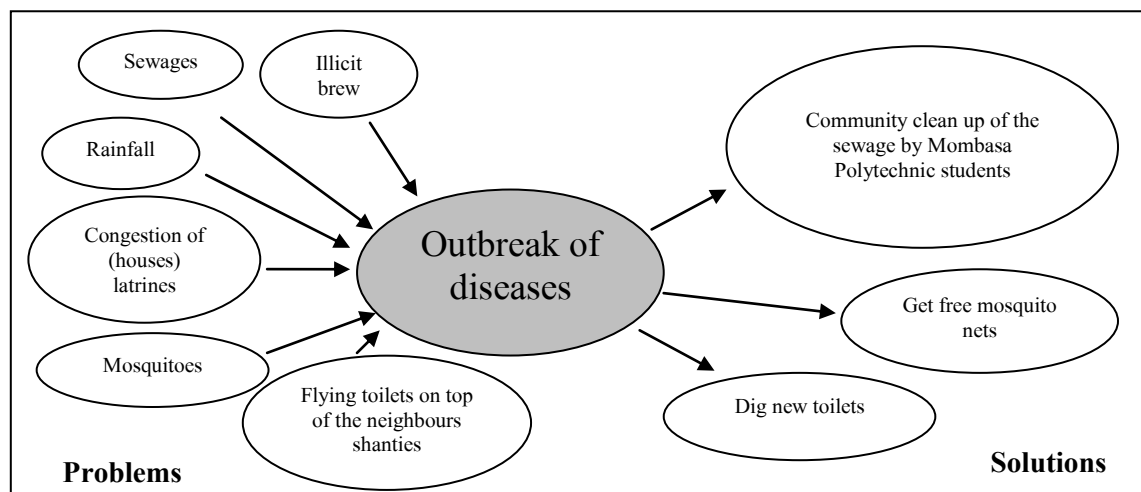 Sewages
Illicit
brew
Rainfall
Congestion of
(houses)
latrines
Mosquitoes
Flying toilets on top
of the neighbours
shanties
Problems
Outbreak of
diseases
Community clean up of the
sewage by Mombasa
Polytechnic students
Get free mosquito
nets
Dig new toilets
Solutions